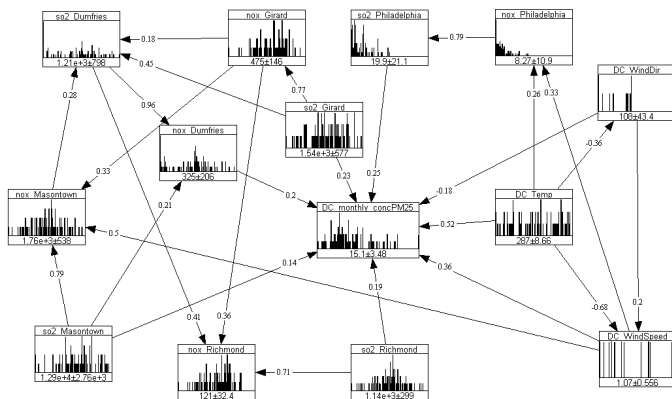 so2_Dumfries
1.21e+3±798
nox_Girard
475±146
so2_Philadelphia
19.9±21.1
nox_Philadelphia
8.27±10.9
DC_WindDir
108±43.4
0.18
0.45
0.79
0.77
0.28
0.96
nox_Dumfries
325±206
so2_Girard
1.54e+3±577
0.26
0.33
-0.36
0.33
0.23
0.25
-0.18
nox_Masontown
1.76e+3±538
0.21
0.2
DC_monthly_concPM25
15.1±3.48
0.52
DC_Temp
287±8.66
0.5
0.79
0.14
0.36
0.2
-0.68
0.41
0.36
0.19
so2_Masontown
1.29e+4±2.76e+3
nox_Richmond
121±32.4
0.71
so2_Richmond
1.14e+3±299
DC_WindSpeed
1.07±0.556